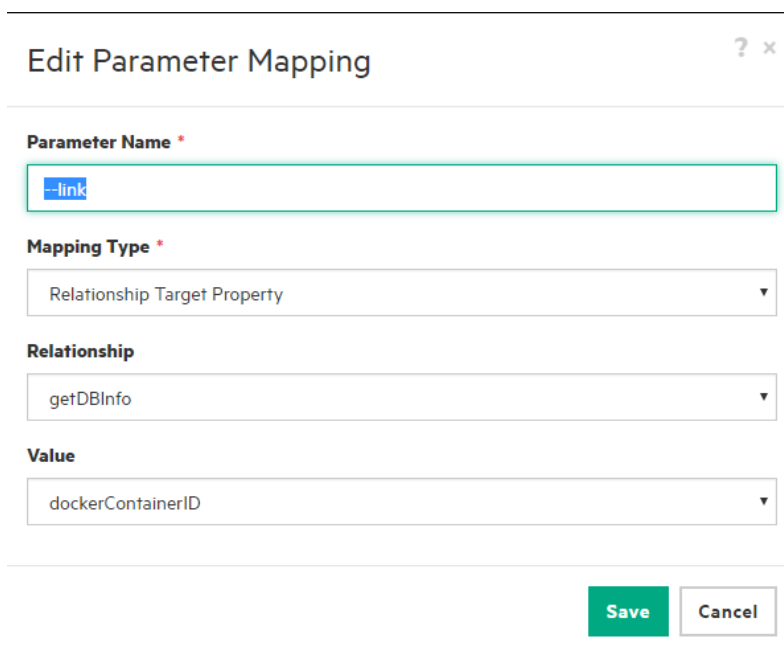 Edit Parameter Mapping
? ×
Parameter Name *
--link
Mapping Type *
Relationship Target Property
Relationship
getDBInfo
Value
dockerContainerID
Save Cancel